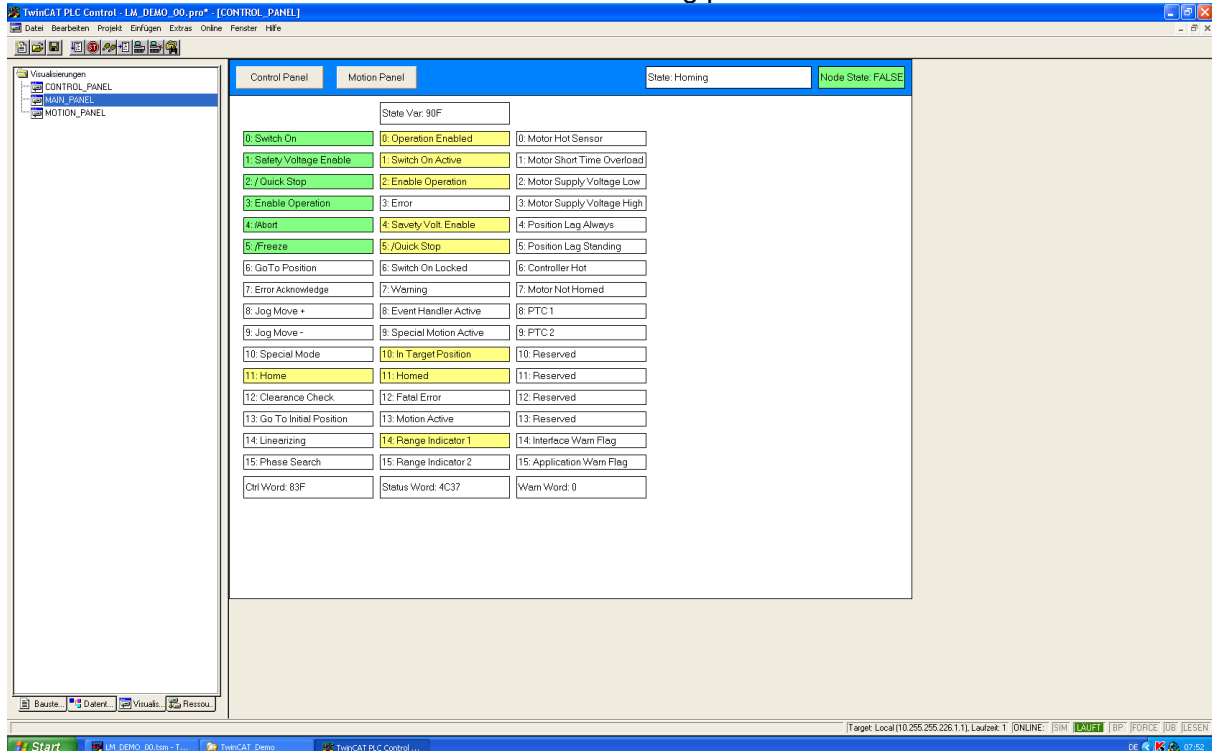 TwinCAT PLC Control - LM_DEMO_00.pro* - [CONTROL_PANEL]
Datei Bearbeiten Projekt Einfügen Extras Online Fenster Hilfe
Visualisierungen
CONTROL_PANEL
MAIN_PANEL
MOTION_PANEL
Control Panel Motion Panel State: Homing Node State: FALSE
State Var: 90F
0: Switch On 0: Operation Enabled 0: Motor Hot Sensor
1: Safety Voltage Enable 1: Switch On Active 1: Motor Short Time Overload
2: / Quick Stop 2: Enable Operation 2: Motor Supply Voltage Low
3: Enable Operation 3: Error 3: Motor Supply Voltage High
4: /Abort 4: Savety Volt. Enable 4: Position Lag Always
5: /Freeze 5: /Quick Stop 5: Position Lag Standing
6: GoTo Position 6: Switch On Locked 6: Controller Hot
7: Error Acknowledge 7: Warning 7: Motor Not Homed
8: Jog Move + 8: Event Handler Active 8: PTC 1
9: Jog Move - 9: Special Motion Active 9: PTC 2
10: Special Mode 10: In Target Position 10: Reserved
11: Home 11: Homed 11: Reserved
12: Clearance Check 12: Fatal Error 12: Reserved
13: Go To Initial Position 13: Motion Active 13: Reserved
14: Linearizing 14: Range Indicator 1 14: Interface Warn Flag
15: Phase Search 15: Range Indicator 2 15: Application Warn Flag
Ctrl Word: 83F Status Word: 4C37 Warn Word: 0
Bauste... Datent... Visualis... Ressou...
Target: Local (10.255.255.226.1.1), Laufzeit: 1 ONLINE: SIM LÄUFT BP FORCE ÜB LESEN
Start LM_DEMO_00.tsm - T... TwinCAT_Demo TwinCAT PLC Control ... DE 07:52